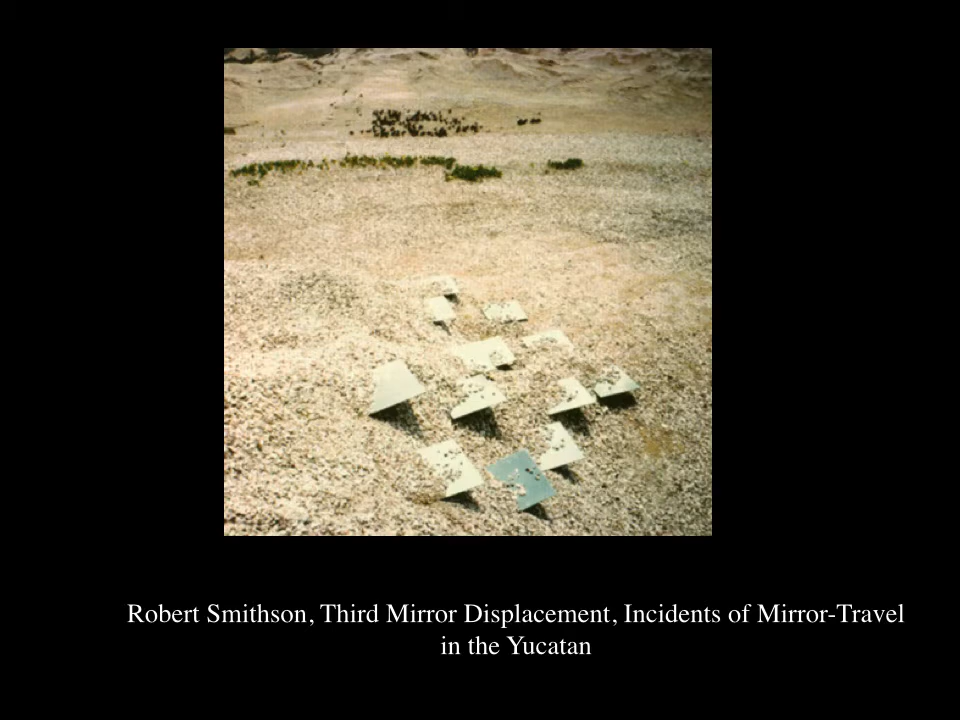 Robert Smithson, Third Mirror Displacement, Incidents of Mirror-Travel
in the Yucatan